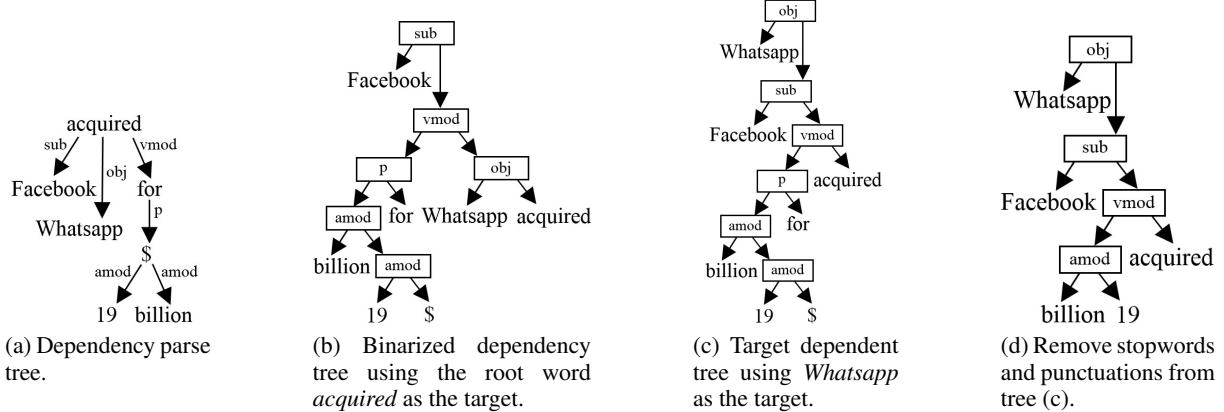 acquired
sub
obj
vmod
Facebook
for
Whatsapp
p
$
amod
amod
19 billion
(a) Dependency parse
tree.
sub
Facebook
vmod
p
obj
amod
for
Whatsapp
acquired
billion
amod
19
$
(b) Binarized dependency
tree using the root word
acquired as the target.
obj
Whatsapp
sub
Facebook
vmod
p
acquired
amod
for
billion
amod
19
$
(c) Target dependent
tree using Whatsapp
as the target.
obj
Whatsapp
sub
Facebook
vmod
amod
acquired
billion 19
(d) Remove stopwords
and punctuations from
tree (c).